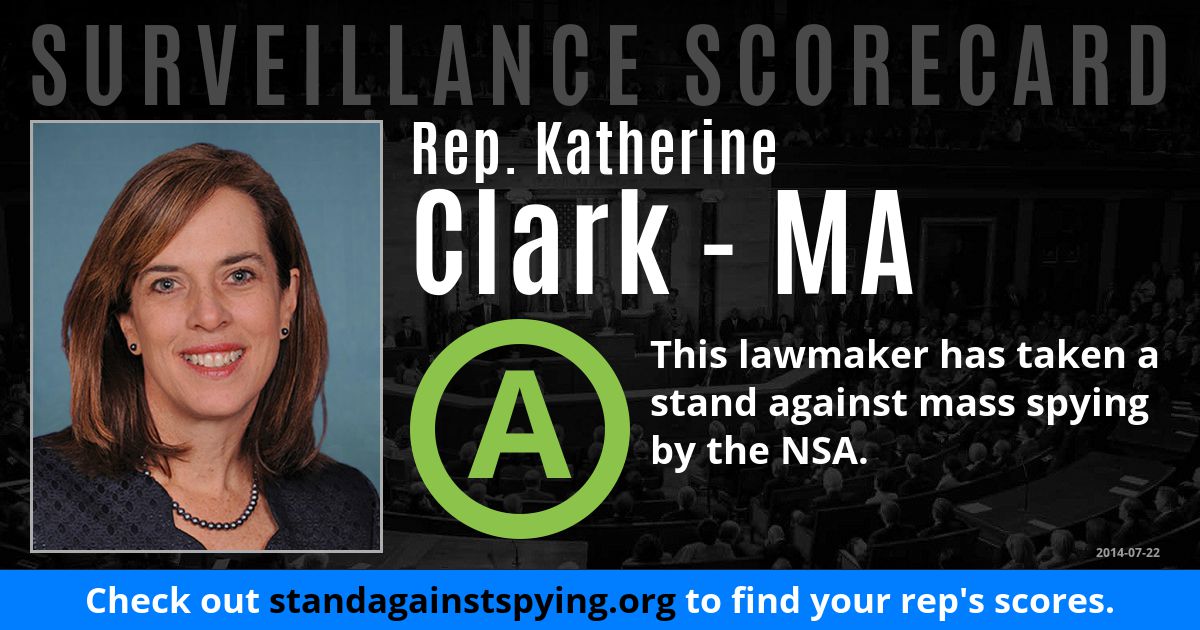 SURVEILLANCE SCORECARD
Rep. Katherine
Clark - MA
A
This lawmaker has taken a
stand against mass spying
by the NSA.
2014-07-22
Check out standagainstspying.org to find your rep's scores.